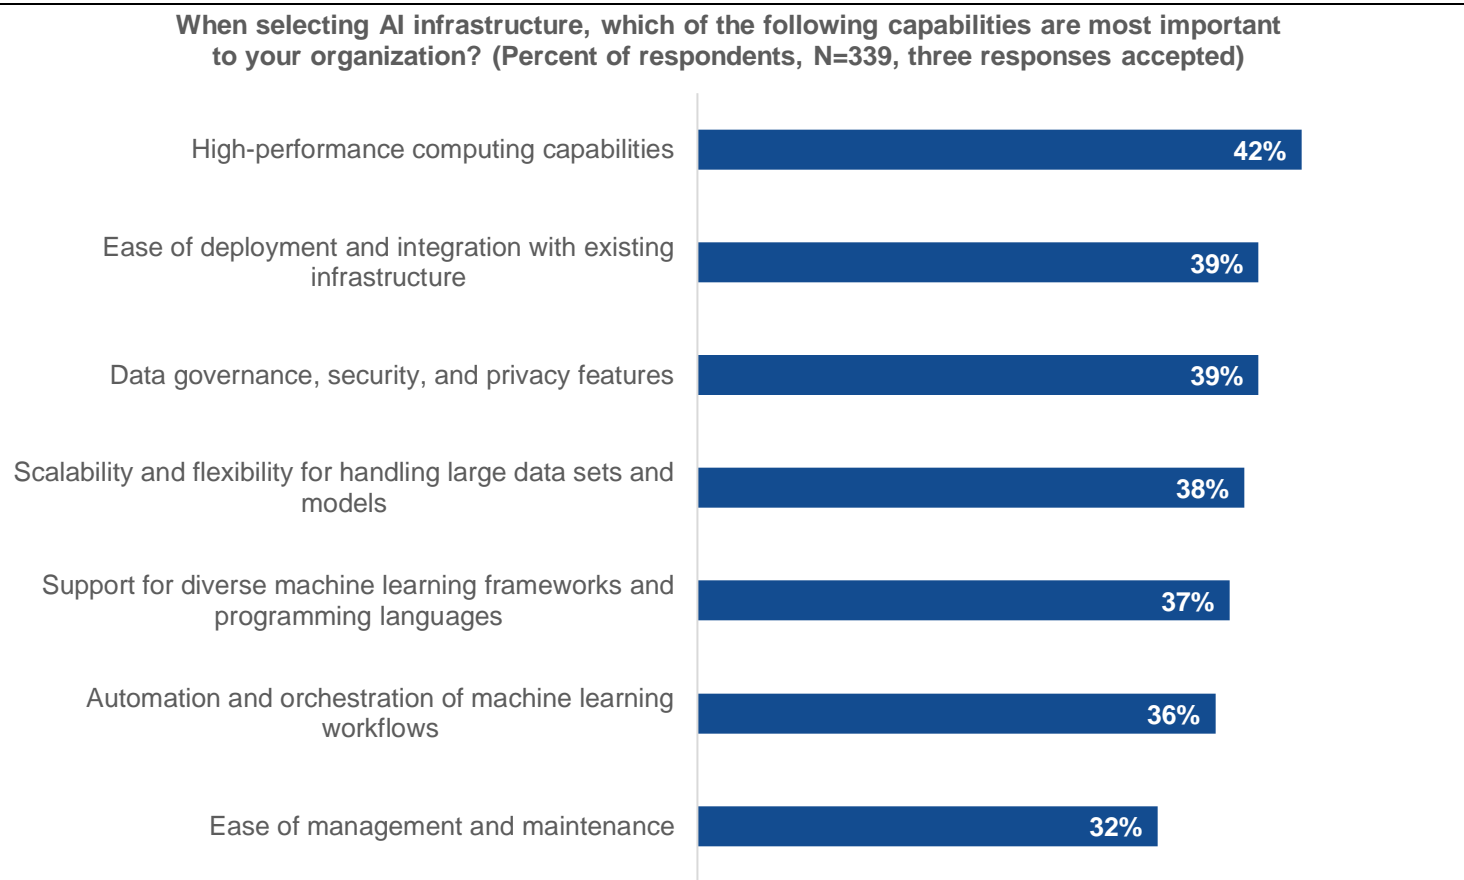 When selecting AI infrastructure, which of the following capabilities are most important
to your organization? (Percent of respondents, N=339, three responses accepted)
High-performance computing capabilities
42%
Ease of deployment and integration with existing
infrastructure
39%
Data governance, security, and privacy features
39%
Scalability and flexibility for handling large data sets and
models
38%
Support for diverse machine learning frameworks and
programming languages
37%
Automation and orchestration of machine learning
workflows
36%
Ease of management and maintenance
32%